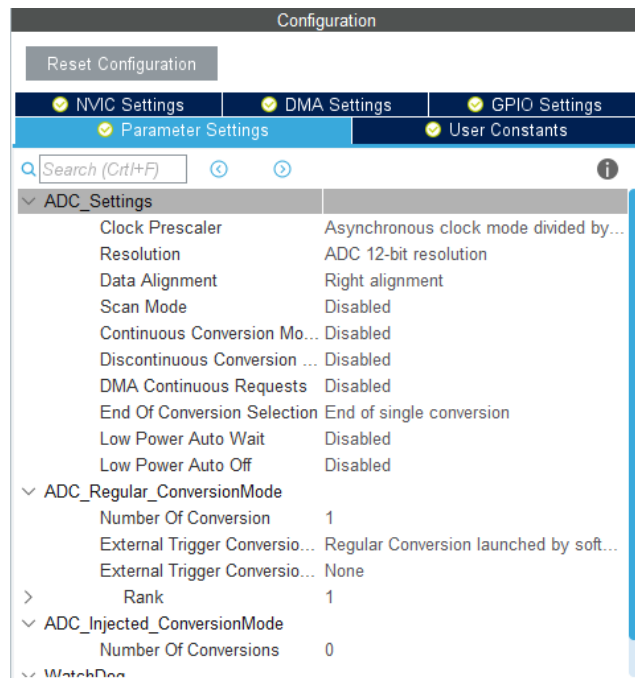 Configuration
Reset Configuration
NVIC Settings DMA Settings GPIO Settings
Parameter Settings User Constants
Search (Crtl+F)
ADC_Settings
Clock Prescaler Asynchronous clock mode divided by...
Resolution ADC 12-bit resolution
Data Alignment Right alignment
Scan Mode Disabled
Continuous Conversion Mo... Disabled
Discontinuous Conversion ... Disabled
DMA Continuous Requests Disabled
End Of Conversion Selection End of single conversion
Low Power Auto Wait Disabled
Low Power Auto Off Disabled
ADC_Regular_ConversionMode
Number Of Conversion 1
External Trigger Conversio... Regular Conversion launched by soft...
External Trigger Conversio... None
Rank 1
ADC_Injected_ConversionMode
Number Of Conversions 0
WatchDog